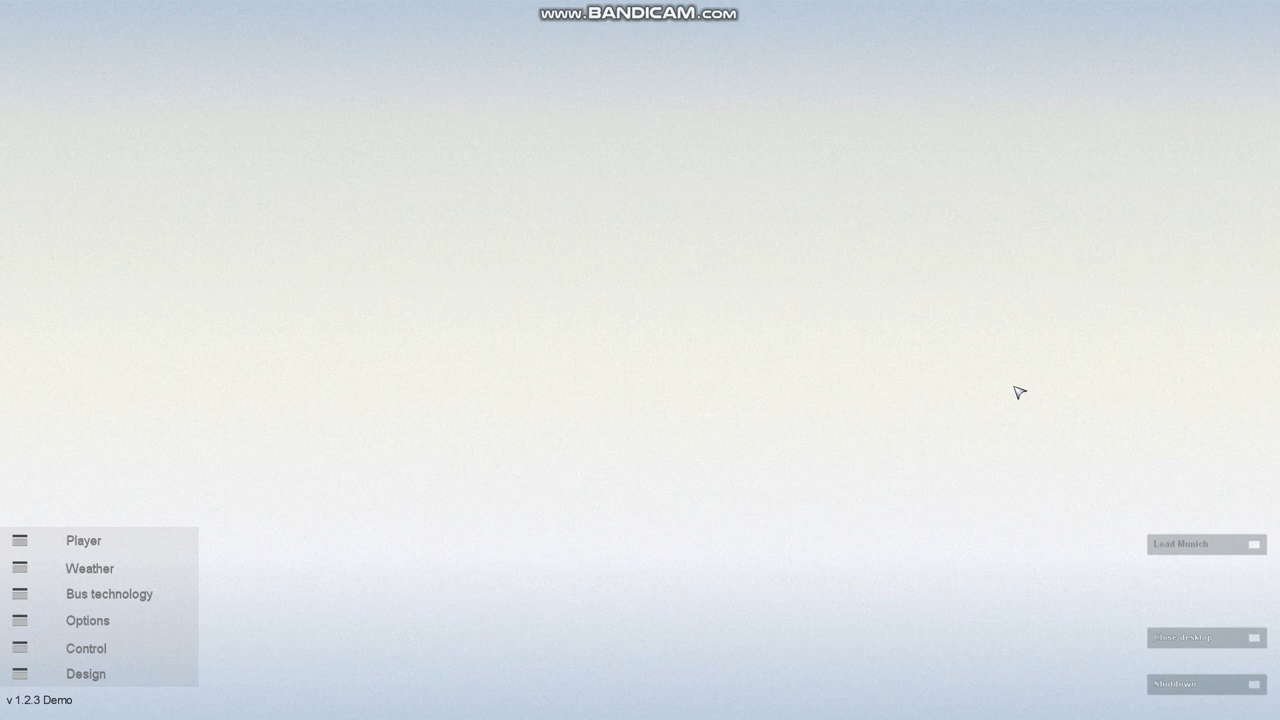 www.BANDICAM.com
Player
Weather
Bus technology
Options
Control
Design
v 1.2.3 Demo
Load Munich
Close desktop
Shutdown